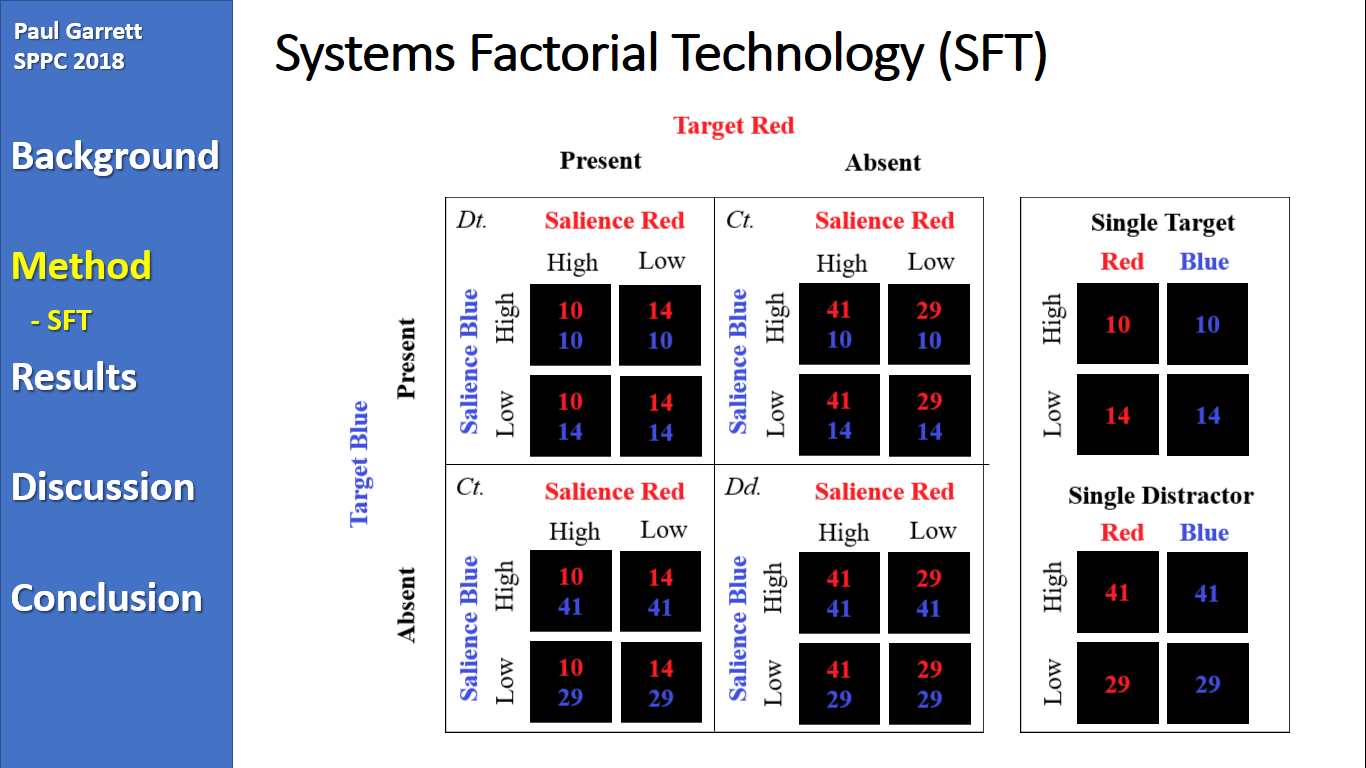 Paul Garrett
SPPC 2018
Background
Method
- SFT
Results
Discussion
Conclusion
Systems Factorial Technology (SFT)
Target Red
Present Absent
Target Blue
Present
Absent
Dt. Salience Red
High Low
Salience Blue
High
10 14
10 10
Low
10 14
14 14
Ct. Salience Red
High Low
Salience Blue
High
41 29
10 10
Low
41 29
14 14
Ct. Salience Red
High Low
Salience Blue
High
10 14
41 41
Low
10 14
29 29
Dd. Salience Red
High Low
Salience Blue
High
41 29
41 41
Low
41 29
29 29
Single Target
Red Blue
High 10 10
Low 14 14
Single Distractor
Red Blue
High 41 41
Low 29 29